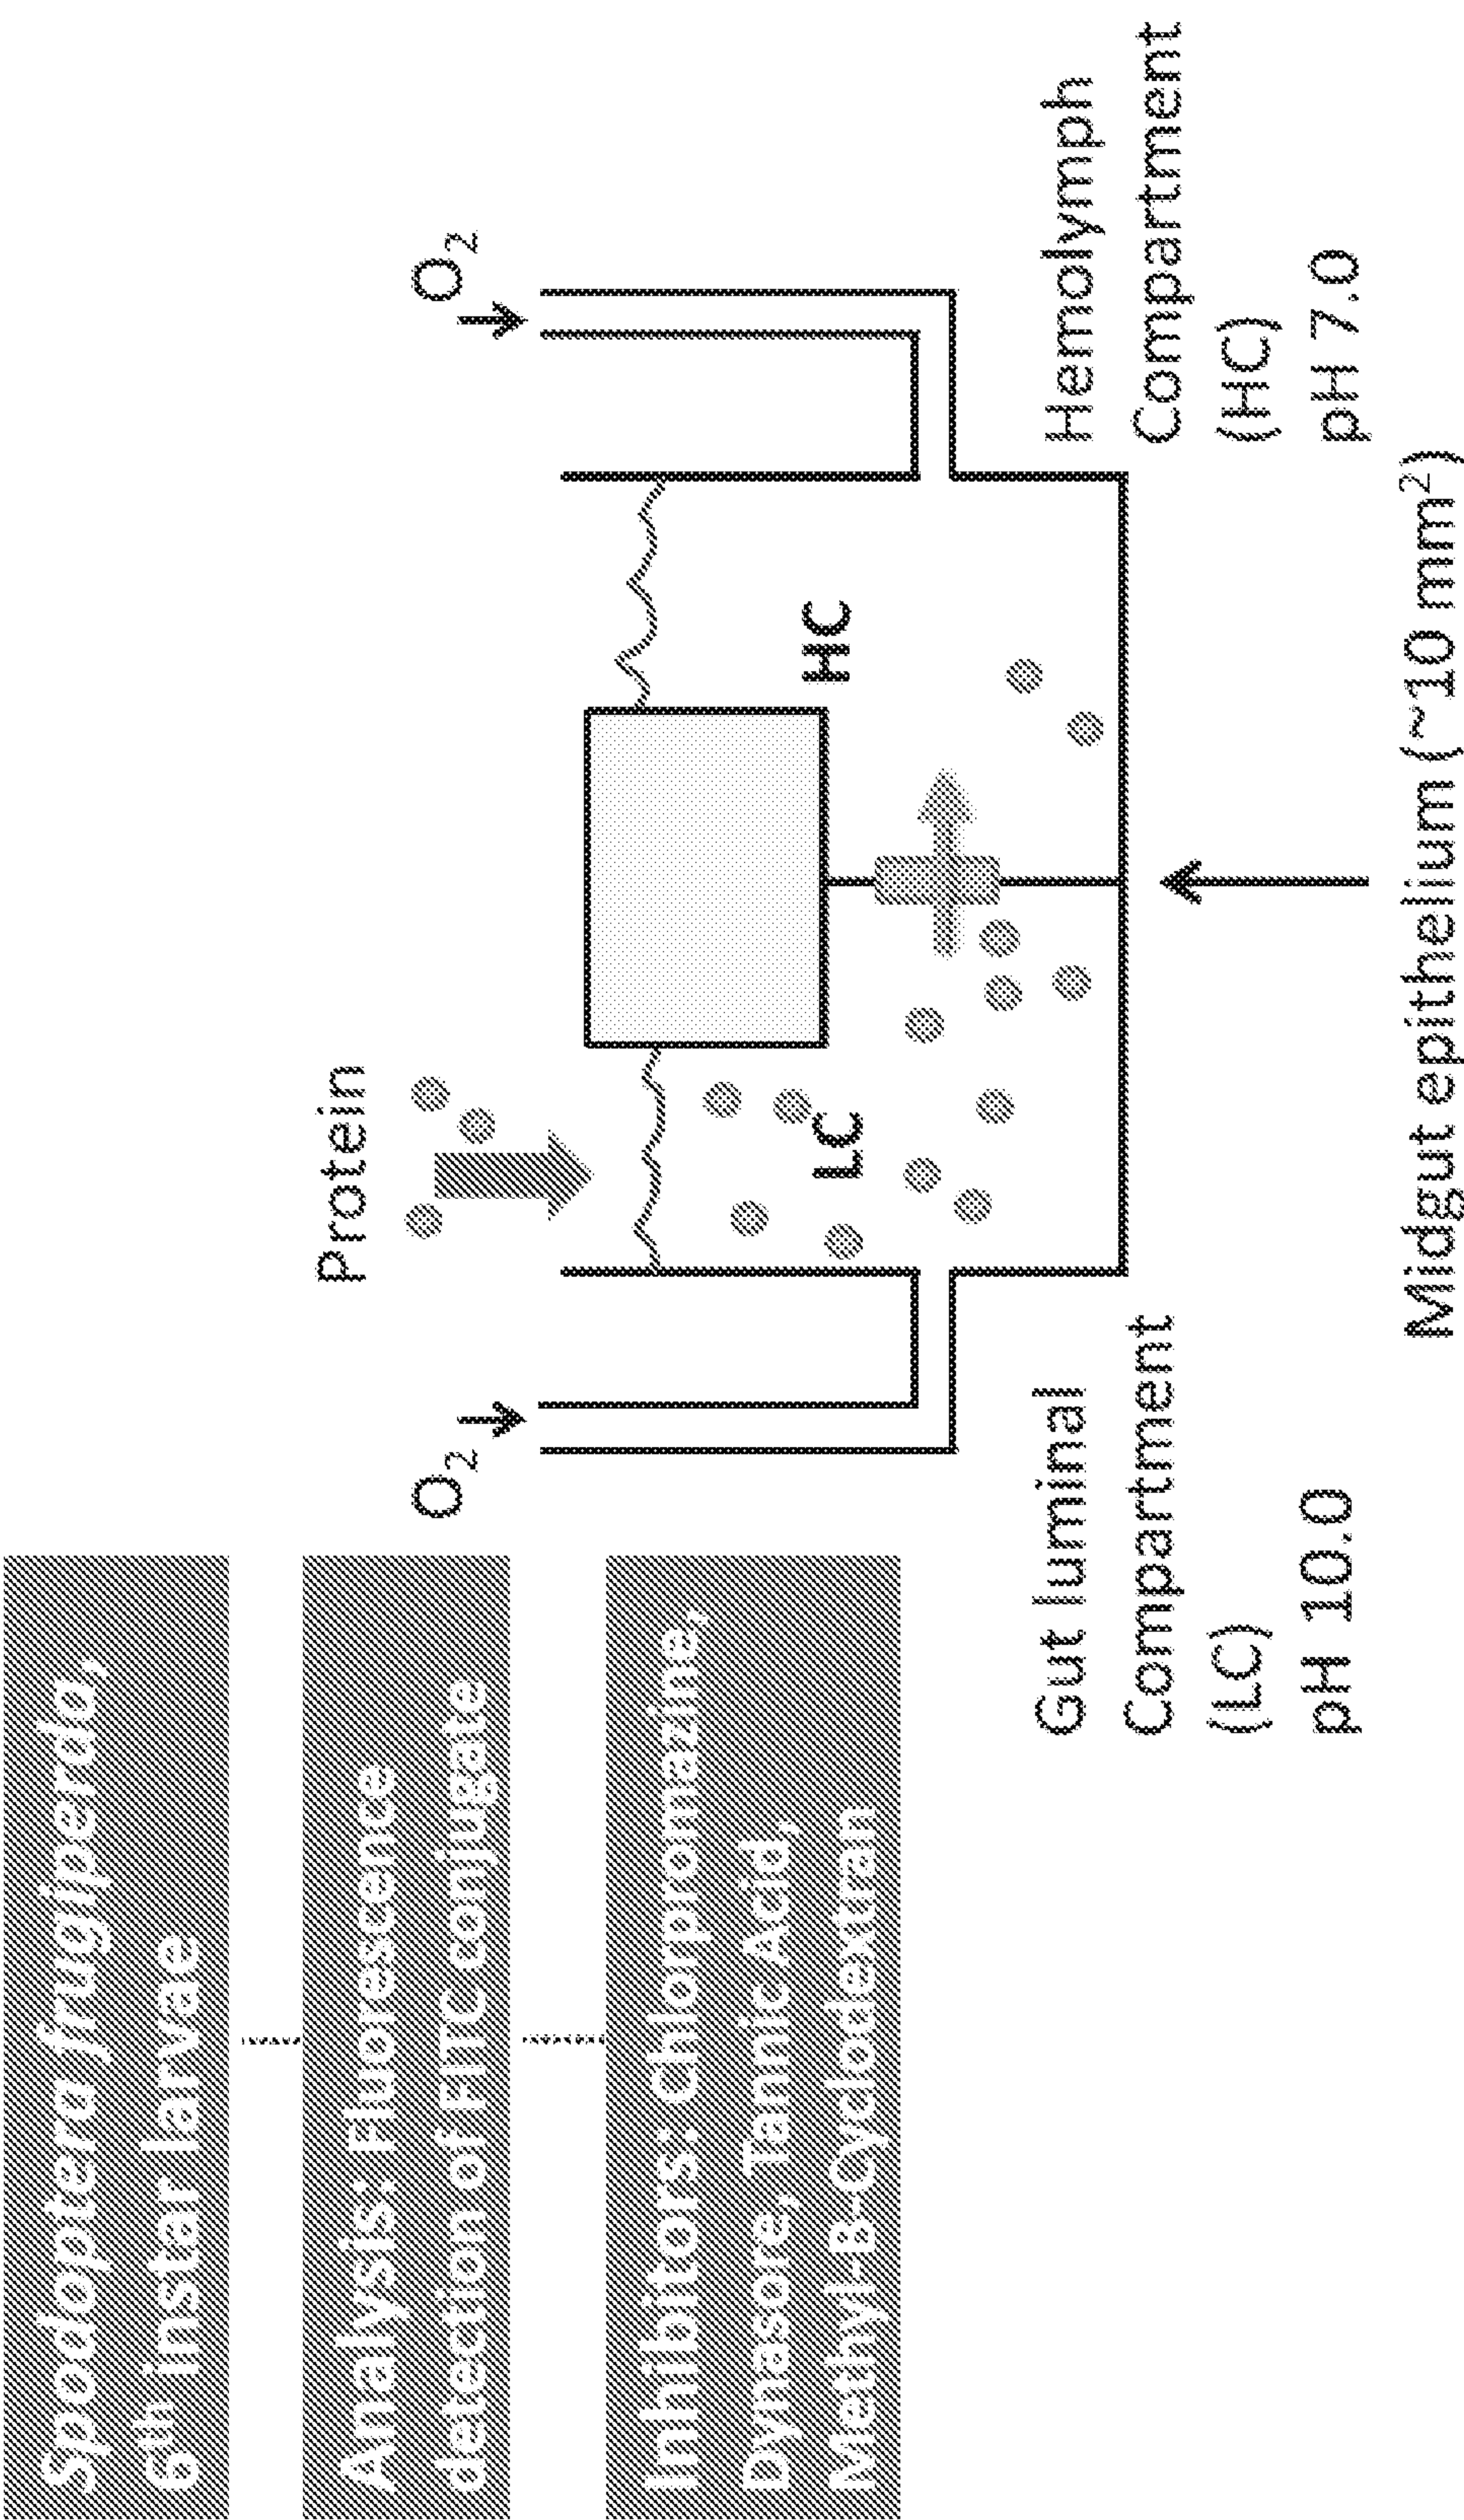 Spodoptera frugiperda,
6th instar larvae
Analysis: Fluorescence
detection of FITC conjugate
Inhibitors: Chlorpromazine,
Dynasore, Tannic Acid,
Methyl-B-Cyclodextran
Protein
O2
O2
LC
HC
Gut luminal
Compartment
(LC)
pH 10.0
Hemolymph
Compartment
(HC)
pH 7.0
Midgut epithelium (~10 mm2)